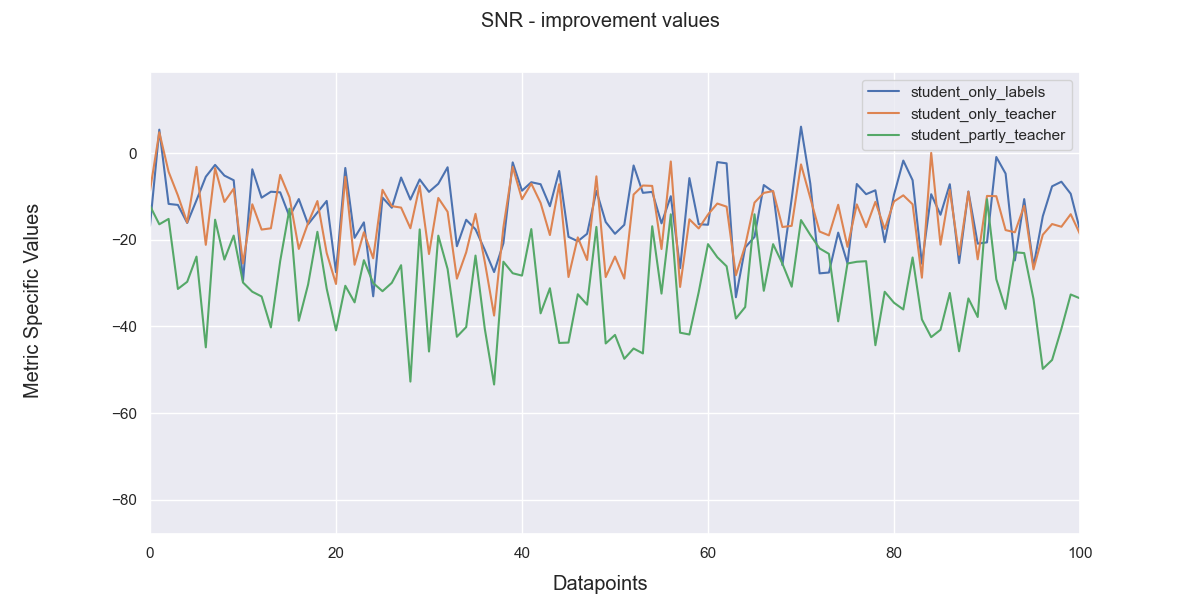 SNR - improvement values
student_only_labels
student_only_teacher
student_partly_teacher
Metric Specific Values
0
−20
−40
−60
−80
0 20 40 60 80 100
Datapoints